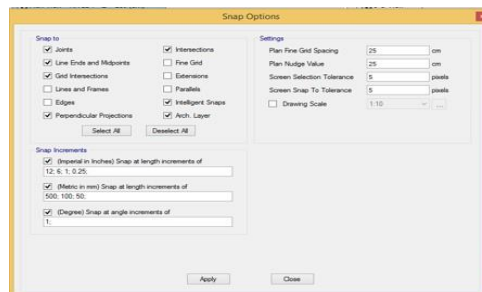 Snap Options
Snap to
Joints
Intersections
Line Ends and Midpoints
Fine Grid
Grid Intersections
Extensions
Lines and Frames
Parallels
Edges
Intelligent Snaps
Perpendicular Projections
Arch. Layer
Select All
Deselect All
Settings
Plan Fine Grid Spacing 25 cm
Plan Nudge Value 25 cm
Screen Selection Tolerance 5 pixels
Screen Snap To Tolerance 5 pixels
Drawing Scale 1:10 ...
Snap Increments
(Imperial in Inches) Snap at length increments of
12; 6; 1; 0.25;
(Metric in mm) Snap at length increments of
500; 100; 50;
(Degree) Snap at angle increments of
1;
Apply
Close